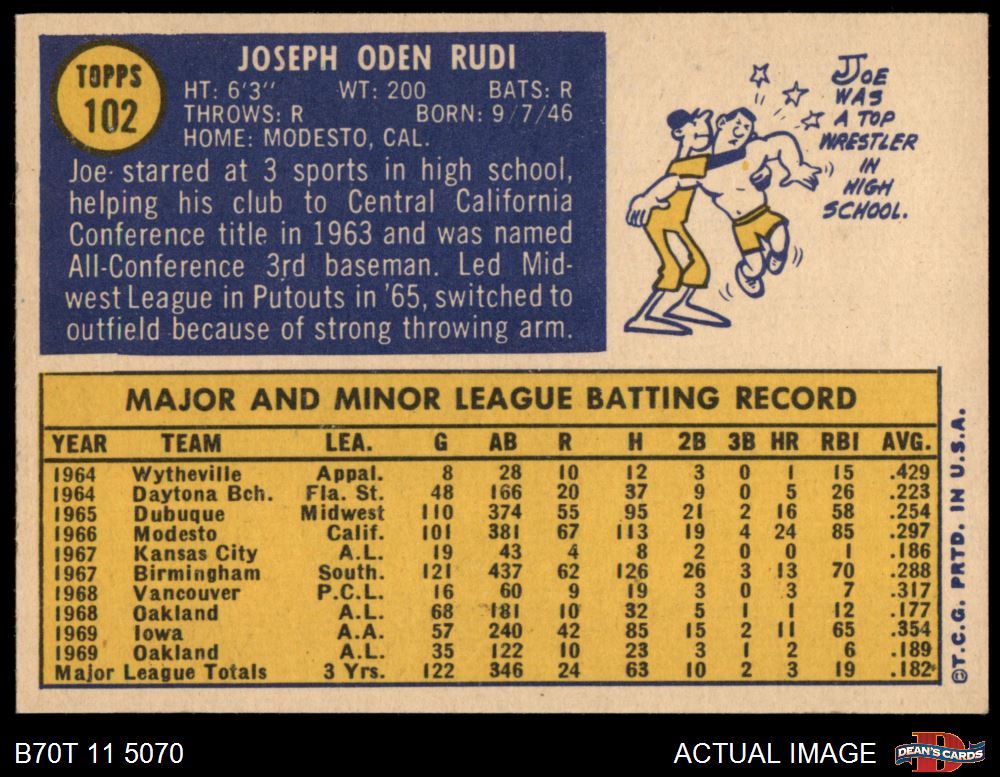 TOPPS
102
JOSEPH ODEN RUDI
HT: 6'3" WT: 200 BATS: R
THROWS: R BORN: 9/7/46
HOME: MODESTO, CAL.
Joe starred at 3 sports in high school,
helping his club to Central California
Conference title in 1963 and was named
All-Conference 3rd baseman. Led Mid-
west League in Putouts in '65, switched to
outfield because of strong throwing arm.
JOE
WAS
A TOP
WRESTLER
IN
HIGH
SCHOOL.
MAJOR AND MINOR LEAGUE BATTING RECORD
YEAR TEAM LEA. G AB R H 2B 3B HR RBI AVG.
1964 Wytheville Appal. 8 28 10 12 3 0 1 15 .429
1964 Daytona Bch. Fla. St. 48 166 20 37 9 0 5 26 .223
1965 Dubuque Midwest 110 374 55 95 21 2 16 58 .254
1966 Modesto Calif. 101 381 67 113 19 4 24 85 .297
1967 Kansas City A.L. 19 43 4 8 2 0 0 1 .186
1967 Birmingham South. 121 437 62 126 26 3 13 70 .288
1968 Vancouver P.C.L. 16 60 9 19 3 0 3 7 .317
1968 Oakland A.L. 68 181 10 32 5 1 1 12 .177
1969 Iowa A.A. 57 240 42 85 15 2 11 65 .354
1969 Oakland A.L. 35 122 10 23 3 1 2 6 .189
Major League Totals 3 Yrs. 122 346 24 63 10 2 3 19 .182
©T.C.G. PRTD. IN U.S.A.
B70T 11 5070
ACTUAL IMAGE
DEAN'S CARDS